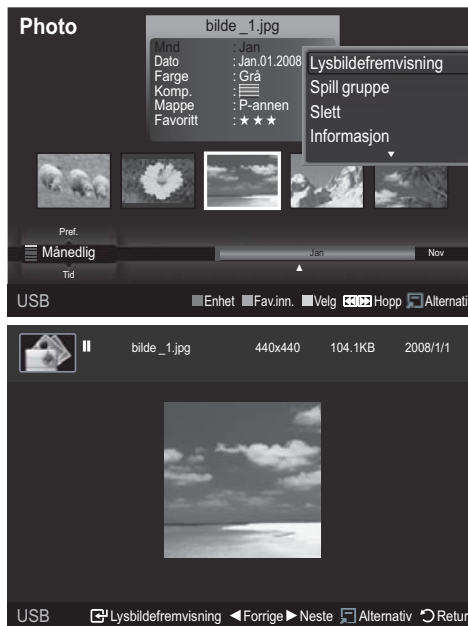 Photo
bilde _1.jpg
Mnd : Jan
Dato : Jan.01.2008
Farge : Grå
Komp. :
Mappe : P-annen
Favoritt : ★ ★ ★
Lysbildefremvisning
Spill gruppe
Slett
Informasjon
Pref.
Månedlig
Jan
Nov
Tid
USB
Enhet Fav.inn. Velg Hopp Alternati
bilde _1.jpg 440x440 104.1KB 2008/1/1
USB Lysbildefremvisning ◀Forrige ▶Neste Alternativ Retur